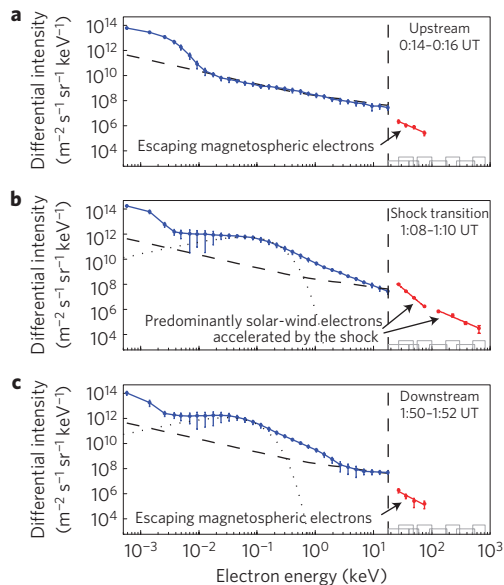 a
Differential intensity
(m⁻² s⁻¹ sr⁻¹ keV⁻¹)
10¹⁴
10¹²
10¹⁰
10⁸
10⁶
10⁴
Upstream
0:14–0:16 UT
Escaping magnetospheric electrons
b
Differential intensity
(m⁻² s⁻¹ sr⁻¹ keV⁻¹)
10¹⁴
10¹²
10¹⁰
10⁸
10⁶
10⁴
Shock transition
1:08–1:10 UT
Predominantly solar-wind electrons
accelerated by the shock
c
Differential intensity
(m⁻² s⁻¹ sr⁻¹ keV⁻¹)
10¹⁴
10¹²
10¹⁰
10⁸
10⁶
10⁴
Downstream
1:50–1:52 UT
Escaping magnetospheric electrons
10⁻³ 10⁻² 10⁻¹ 10⁰ 10¹ 10² 10³
Electron energy (keV)